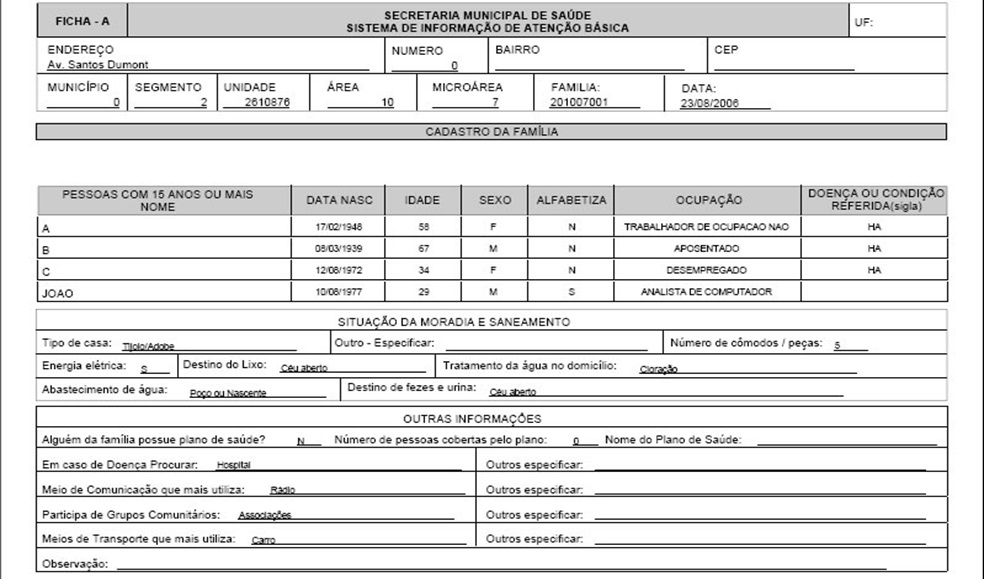 FICHA - A
SECRETARIA MUNICIPAL DE SAÚDE
SISTEMA DE INFORMAÇÃO DE ATENÇÃO BÁSICA
UF:
ENDEREÇO NUMERO BAIRRO CEP
Av. Santos Dumont 0
MUNICÍPIO SEGMENTO UNIDADE ÁREA MICROÁREA FAMILIA: DATA:
0 2 2610876 10 7 201007001 23/08/2006
CADASTRO DA FAMÍLIA
PESSOAS COM 15 ANOS OU MAIS
NOME
DATA NASC IDADE SEXO ALFABETIZA OCUPAÇÃO
DOENÇA OU CONDIÇÃO
REFERIDA(sigla)
A 17/02/1948 58 F N TRABALHADOR DE OCUPACAO NAO HA
B 08/03/1939 67 M N APOSENTADO HA
C 12/08/1972 34 F N DESEMPREGADO HA
JOAO 10/08/1977 29 M S ANALISTA DE COMPUTADOR
SITUAÇÃO DA MORADIA E SANEAMENTO
Tipo de casa: Tijolo/Adobe Outro - Especificar: Número de cômodos / peças: 5
Energia elétrica: S Destino do Lixo: Céu aberto Tratamento da água no domicílio: Cloração
Abastecimento de água: Poço ou Nascente Destino de fezes e urina: Céu aberto
OUTRAS INFORMAÇÕES
Alguém da família possue plano de saúde? N Número de pessoas cobertas pelo plano: 0 Nome do Plano de Saúde:
Em caso de Doença Procurar: Hospital Outros especificar:
Meio de Comunicação que mais utiliza: Rádio Outros especificar:
Participa de Grupos Comunitários: Associações Outros especificar:
Meios de Transporte que mais utiliza: Carro Outros especificar:
Observação: